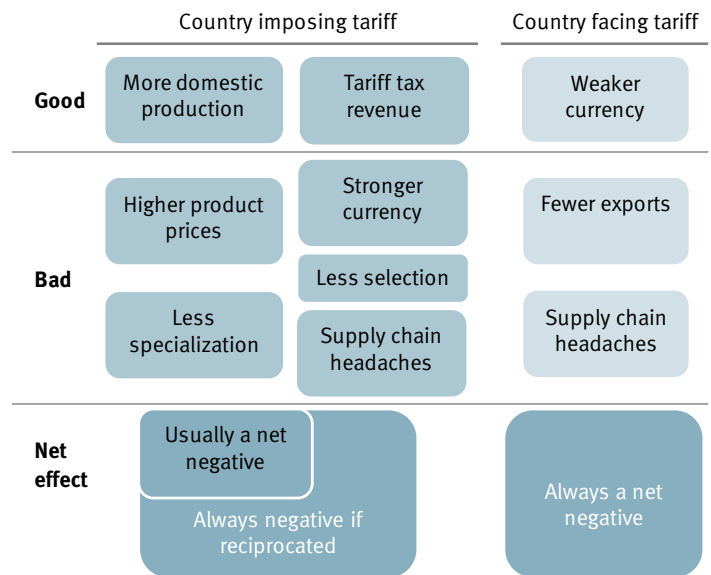 Country imposing tariff
Country facing tariff
Good
More domestic
production
Tariff tax
revenue
Weaker
currency
Bad
Higher product
prices
Stronger
currency
Fewer exports
Less selection
Less
specialization
Supply chain
headaches
Supply chain
headaches
Net
effect
Usually a net
negative
Always negative if
reciprocated
Always a net
negative